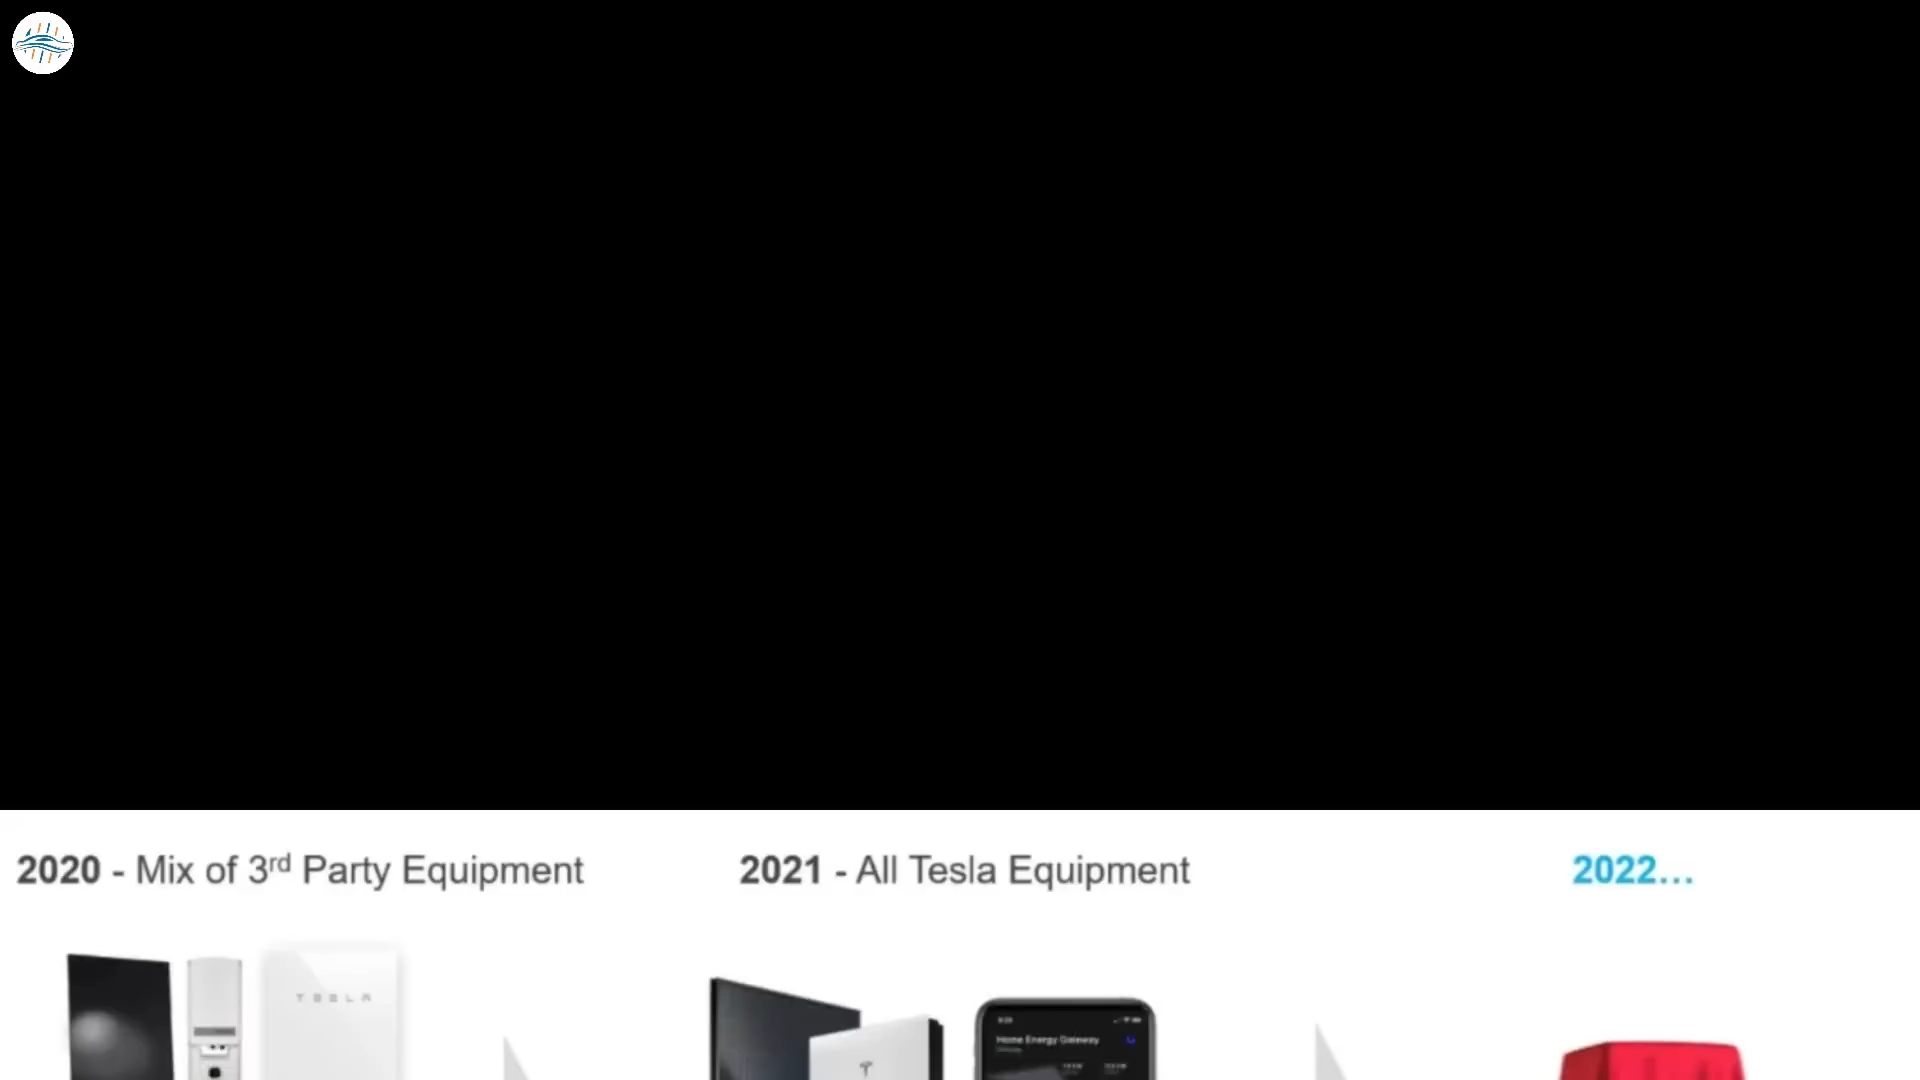 2020 - Mix of 3rd Party Equipment
2021 - All Tesla Equipment
2022...
TESLA
Home Energy Gateway